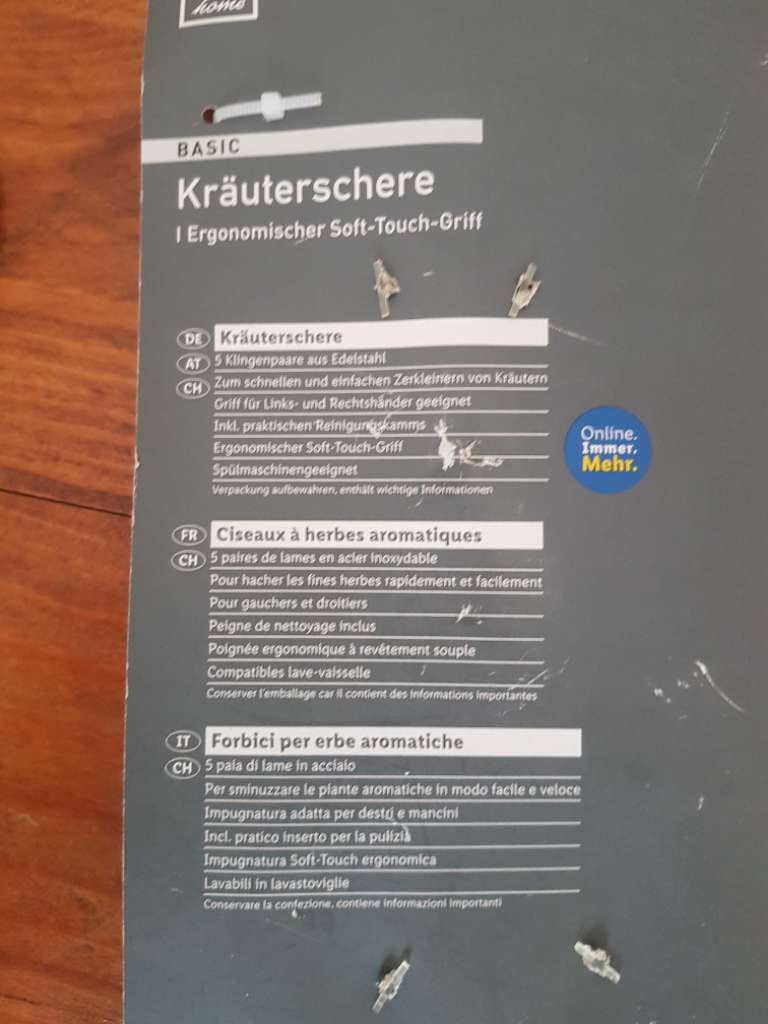 home
BASIC
Kräuterschere
I Ergonomischer Soft-Touch-Griff
DE Kräuterschere
AT 5 Klingenpaare aus Edelstahl
CH Zum schnellen und einfachen Zerkleinern von Kräutern
Griff für Links- und Rechtshänder geeignet
Inkl. praktischen Reinigungskamms
Ergonomischer Soft-Touch-Griff
Spülmaschinengeeignet
Verpackung aufbewahren, enthält wichtige Informationen
Online.
Immer.
Mehr.
FR Ciseaux à herbes aromatiques
CH 5 paires de lames en acier inoxydable
Pour hacher les fines herbes rapidement et facilement
Pour gauchers et droitiers
Peigne de nettoyage inclus
Poignée ergonomique à revêtement souple
Compatibles lave-vaisselle
Conserver l'emballage car il contient des informations importantes
IT Forbici per erbe aromatiche
CH 5 paia di lame in acciaio
Per sminuzzare le piante aromatiche in modo facile e veloce
Impugnatura adatta per destri e mancini
Incl. pratico inserto per la pulizia
Impugnatura Soft-Touch ergonomica
Lavabili in lavastoviglie
Conservare la confezione, contiene informazioni importanti